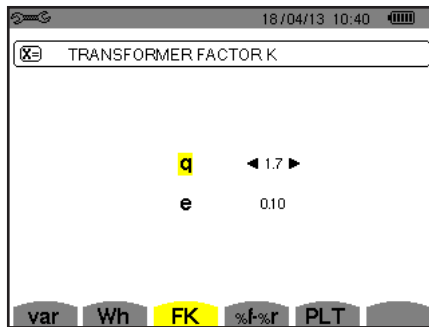 18/04/13 10:40
X= TRANSFORMER FACTOR K
q ◄ 1.7 ►
e 0.10
var Wh FK %f-%r PLT